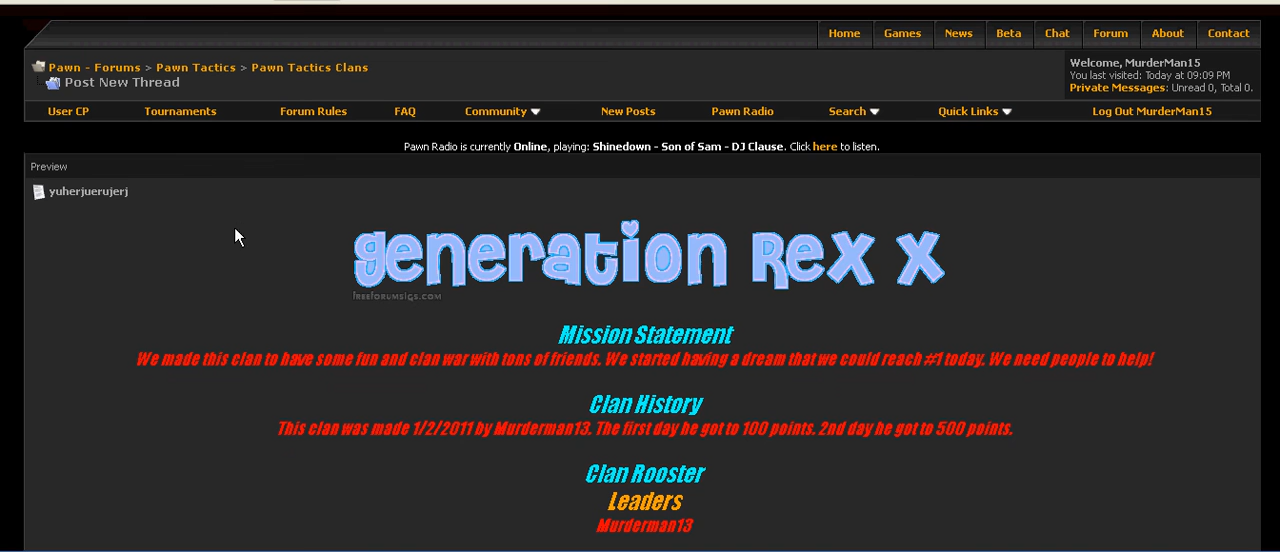 Home Games News Beta Chat Forum About Contact
Pawn - Forums > Pawn Tactics > Pawn Tactics Clans
Post New Thread
Welcome, MurderMan15
You last visited: Today at 09:09 PM
Private Messages: Unread 0, Total 0.
User CP Tournaments Forum Rules FAQ Community New Posts Pawn Radio Search Quick Links Log Out MurderMan15
Pawn Radio is currently Online, playing: Shinedown - Son of Sam - DJ Clause. Click here to listen.
Preview
yuherjuerujerj
generation Rex x
freeforumsigs.com
Mission Statement
We made this clan to have some fun and clan war with tons of friends. We started having a dream that we could reach #1 today. We need people to help!
Clan History
This clan was made 1/2/2011 by Murderman13. The first day he got to 100 points. 2nd day he got to 500 points.
Clan Rooster
Leaders
Murderman13